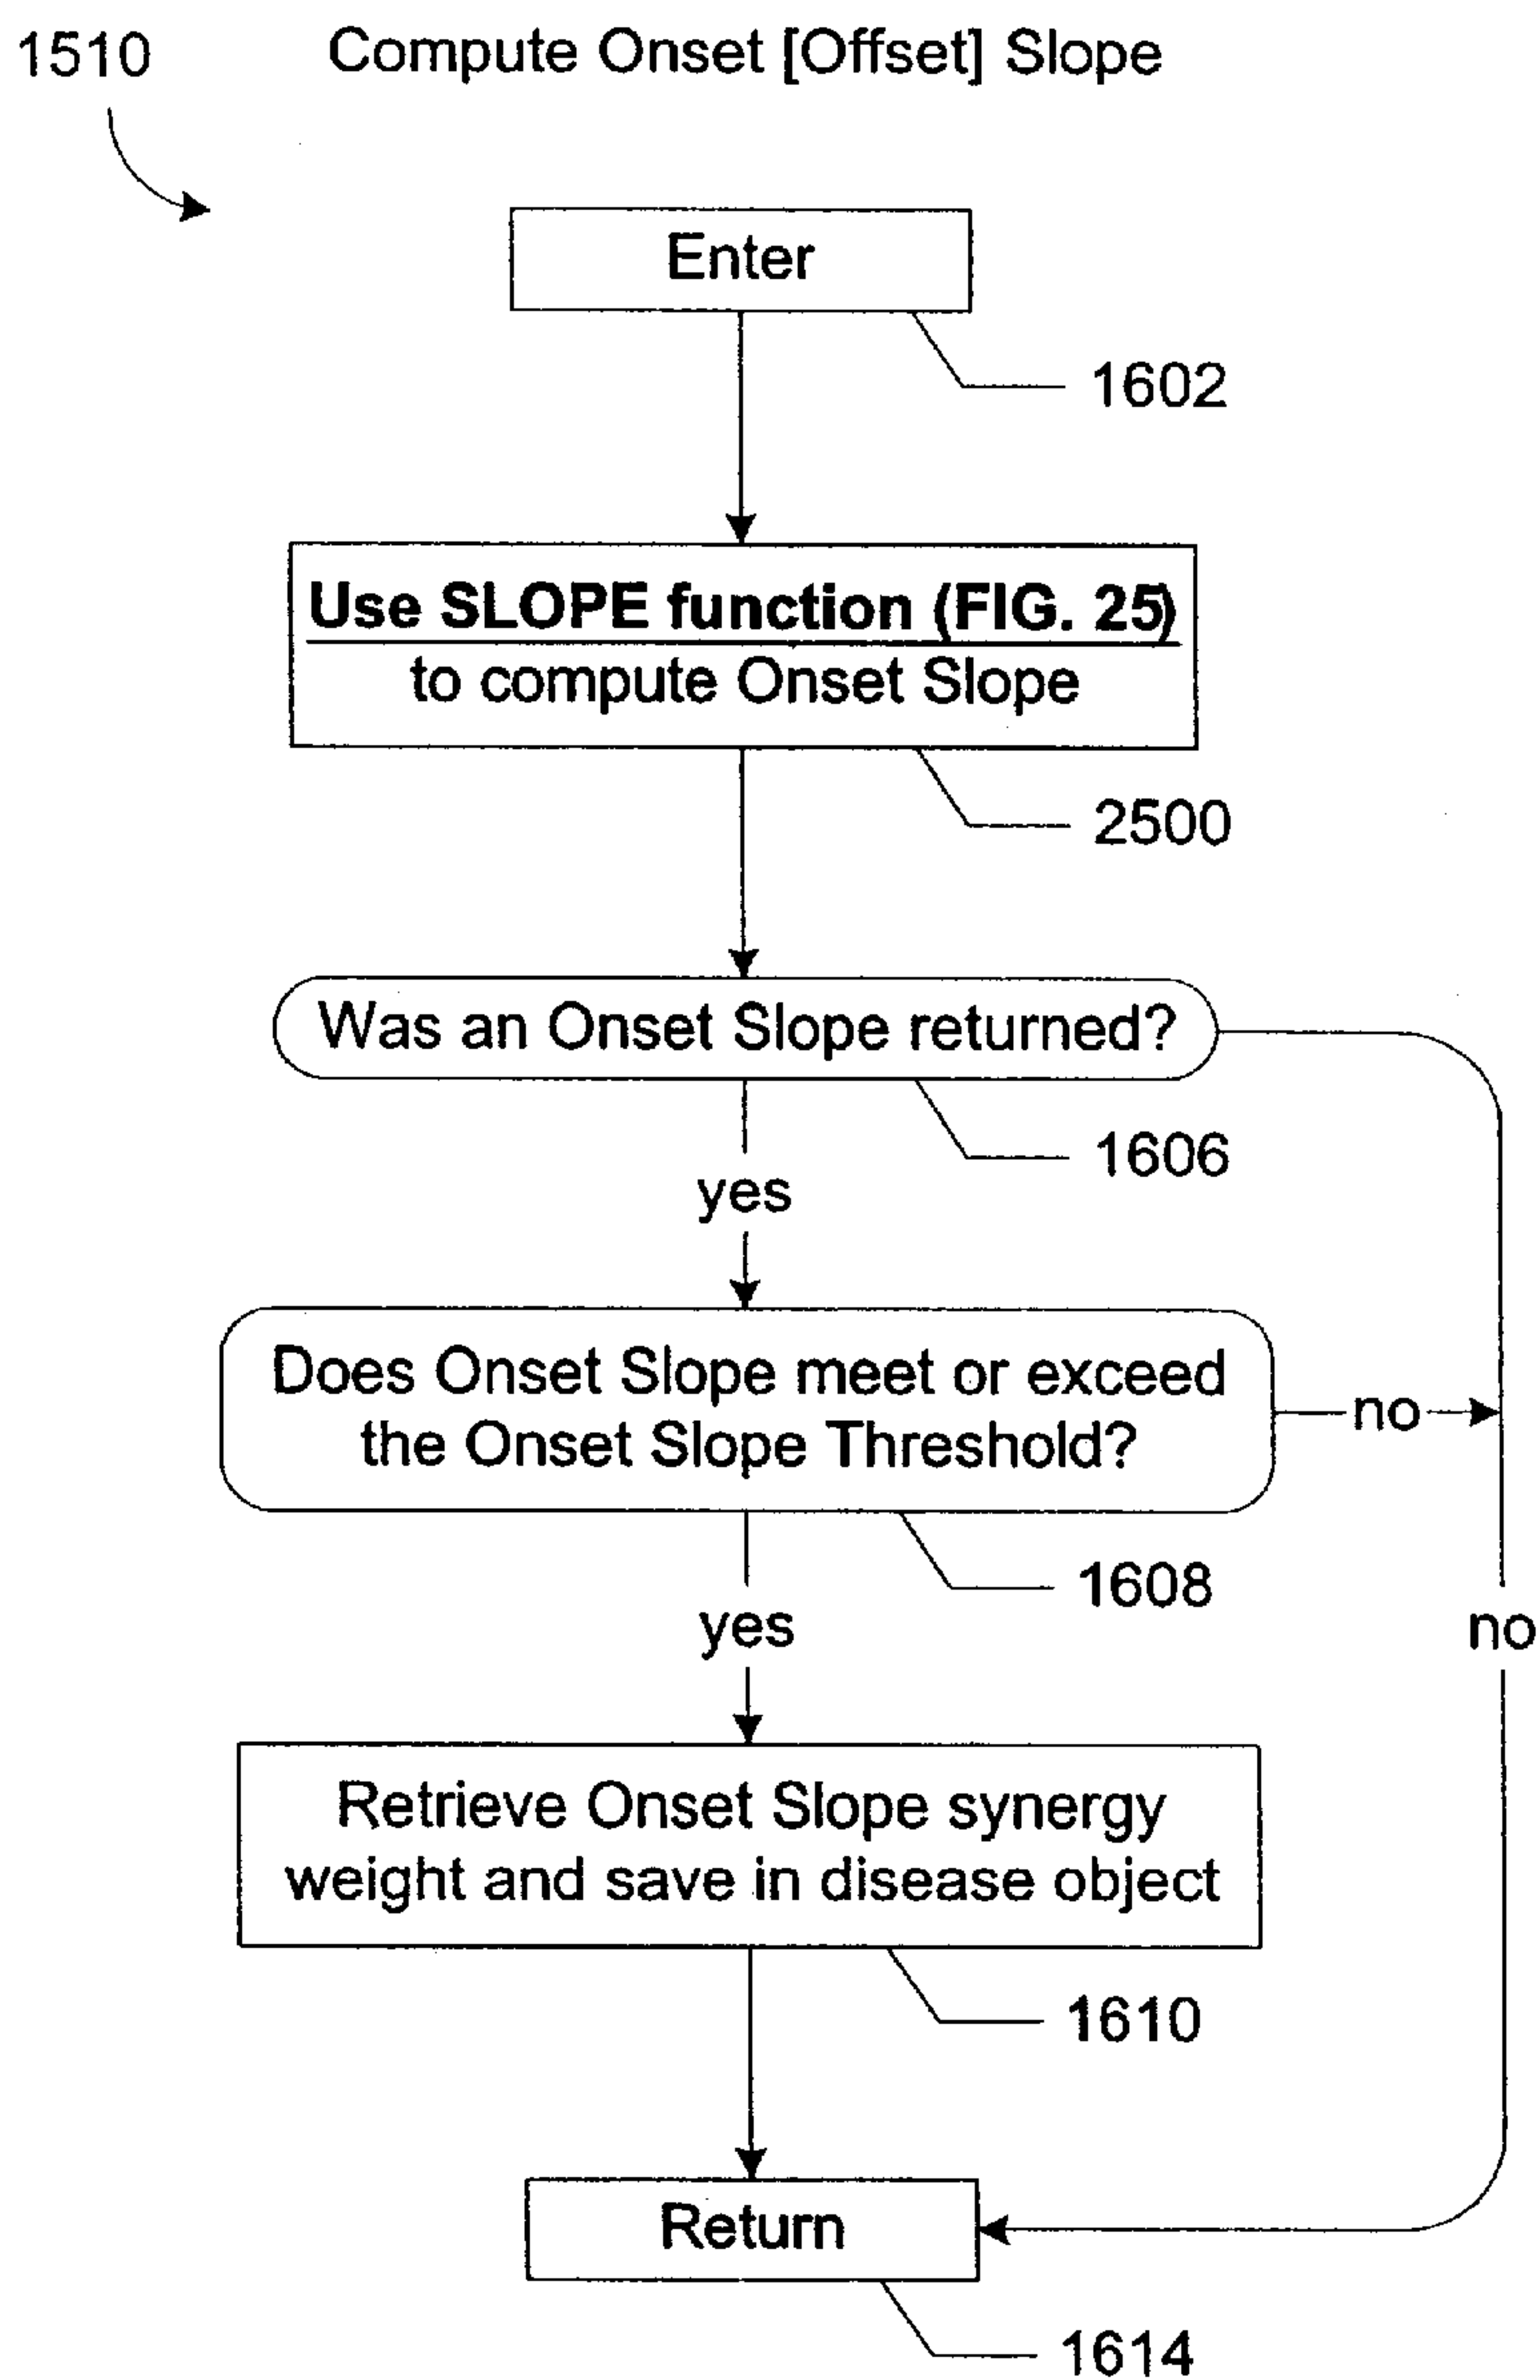 1510
Compute Onset [Offset] Slope
Enter
1602
Use SLOPE function (FIG. 25)
to compute Onset Slope
2500
Was an Onset Slope returned?
1606
yes
Does Onset Slope meet or exceed
the Onset Slope Threshold?
no
1608
yes
no
Retrieve Onset Slope synergy
weight and save in disease object
1610
Return
1614